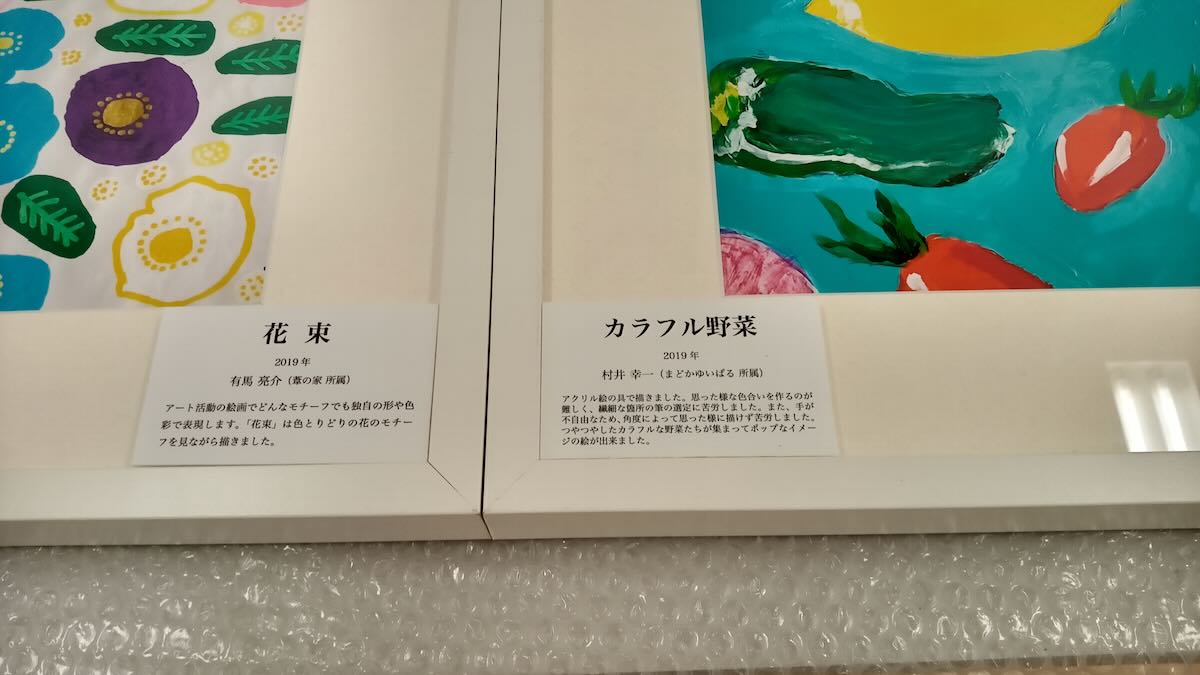 花束
2019年
有馬 亮介（葦の家 所属）
アート活動の絵画でどんなモチーフでも独自の形や色
彩で表現します。「花束」は色とりどりの花のモチー
フを見ながら描きました。
カラフル野菜
2019年
村井 幸一（まどかゆいばる 所属）
アクリル絵の具で描きました。思った様な色合いを作るのが
難しく、繊細な箇所の筆の選定に苦労しました。また、手が
不自由なため、角度によって思った様に描けず苦労しました。
つやつやしたカラフルな野菜たちが集まってポップなイメー
ジの絵が出来ました。